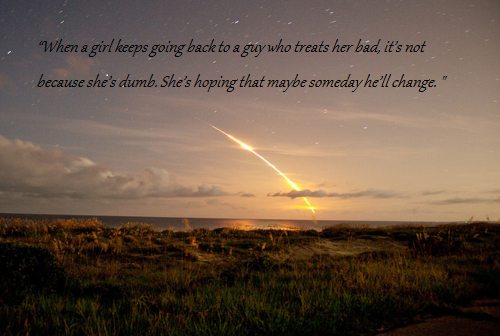 “When a girl keeps going back to a guy who treats her bad, it’s not
because she’s dumb. She’s hoping that maybe someday he’ll change. "